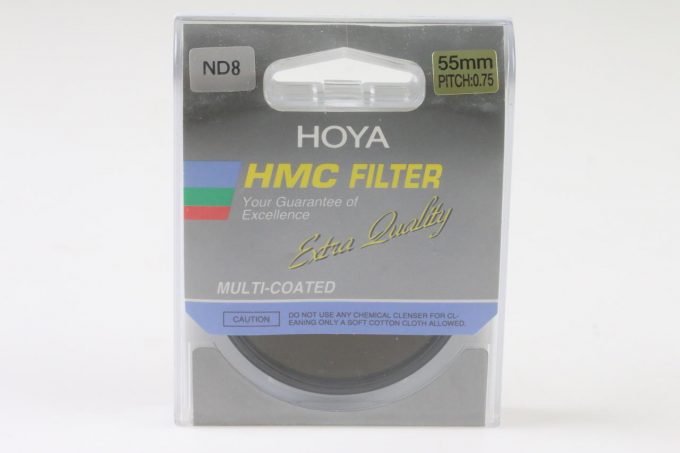 ND8
55mm
PITCH:0.75
HOYA
HMC FILTER
Your Guarantee of
Excellence
Extra Quality
MULTI-COATED
CAUTION
DO NOT USE ANY CHEMICAL CLENSER FOR CL-
EANING ONLY A SOFT COTTON CLOTH ALLOWED.